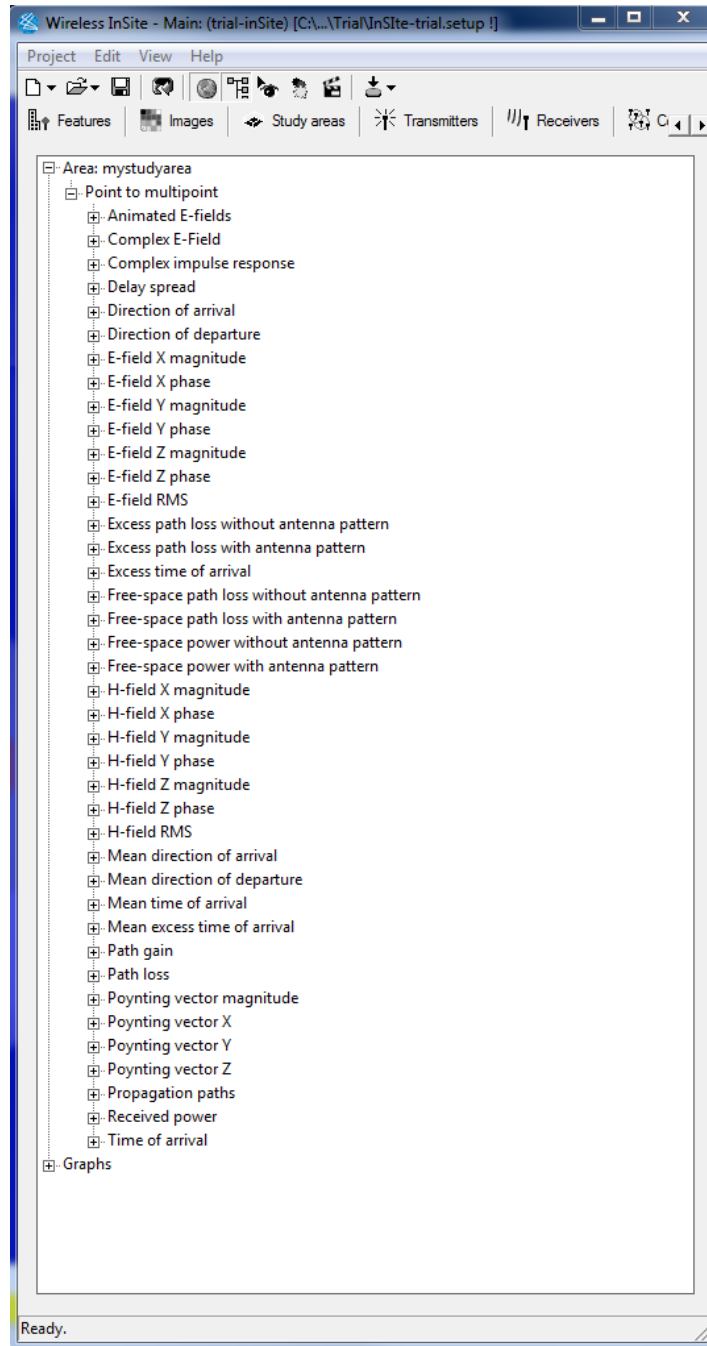 Wireless InSite - Main: (trial-inSite) [C:\...\Trial\InSIte-trial.setup !]
Project Edit View Help
Features Images Study areas Transmitters Receivers
Area: mystudyarea
Point to multipoint
Animated E-fields
Complex E-Field
Complex impulse response
Delay spread
Direction of arrival
Direction of departure
E-field X magnitude
E-field X phase
E-field Y magnitude
E-field Y phase
E-field Z magnitude
E-field Z phase
E-field RMS
Excess path loss without antenna pattern
Excess path loss with antenna pattern
Excess time of arrival
Free-space path loss without antenna pattern
Free-space path loss with antenna pattern
Free-space power without antenna pattern
Free-space power with antenna pattern
H-field X magnitude
H-field X phase
H-field Y magnitude
H-field Y phase
H-field Z magnitude
H-field Z phase
H-field RMS
Mean direction of arrival
Mean direction of departure
Mean time of arrival
Mean excess time of arrival
Path gain
Path loss
Poynting vector magnitude
Poynting vector X
Poynting vector Y
Poynting vector Z
Propagation paths
Received power
Time of arrival
Graphs
Ready.